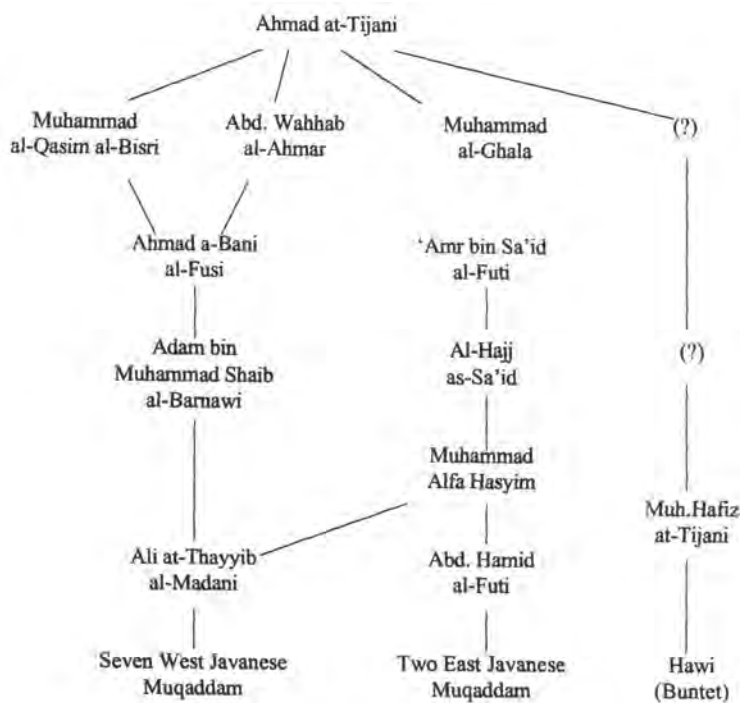 Ahmad at-Tijani
Muhammad
al-Qasim al-Bisri
Abd. Wahhab
al-Ahmar
Muhammad
al-Ghala
(?)
Ahmad a-Bani
al-Fusi
'Amr bin Sa'id
al-Futi
Adam bin
Muhammad Shaib
al-Barnawi
Al-Hajj
as-Sa'id
(?)
Muhammad
Alfa Hasyim
Muh.Hafiz
at-Tijani
Ali at-Thayyib
al-Madani
Abd. Hamid
al-Futi
Seven West Javanese
Muqaddam
Two East Javanese
Muqaddam
Hawi
(Buntet)